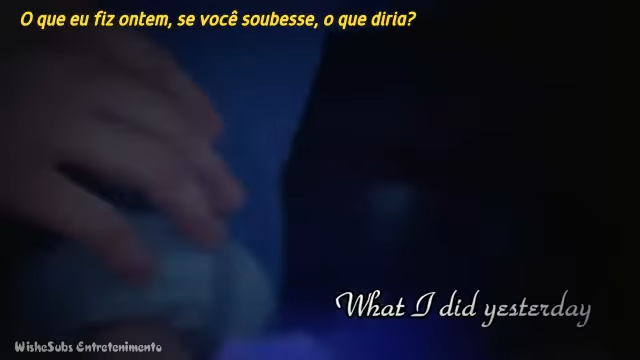 O que eu fiz ontem, se você soubesse, o que diria?
What I did yesterday
WisheSubs Entretenimento